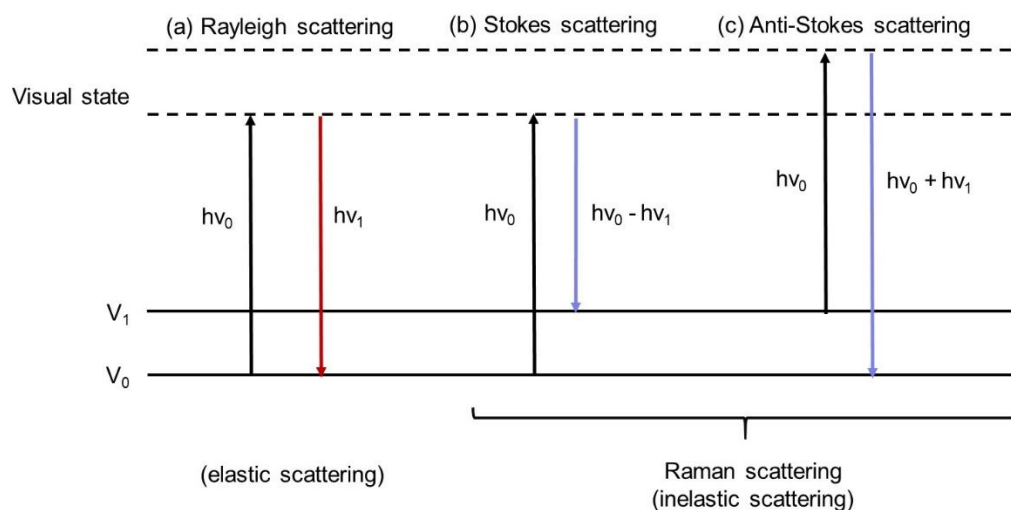 (a) Rayleigh scattering
(b) Stokes scattering
(c) Anti-Stokes scattering
Visual state
hv₀
hv₁
hv₀
hv₀ - hv₁
hv₀
hv₀ + hv₁
V₁
V₀
(elastic scattering)
Raman scattering
(inelastic scattering)